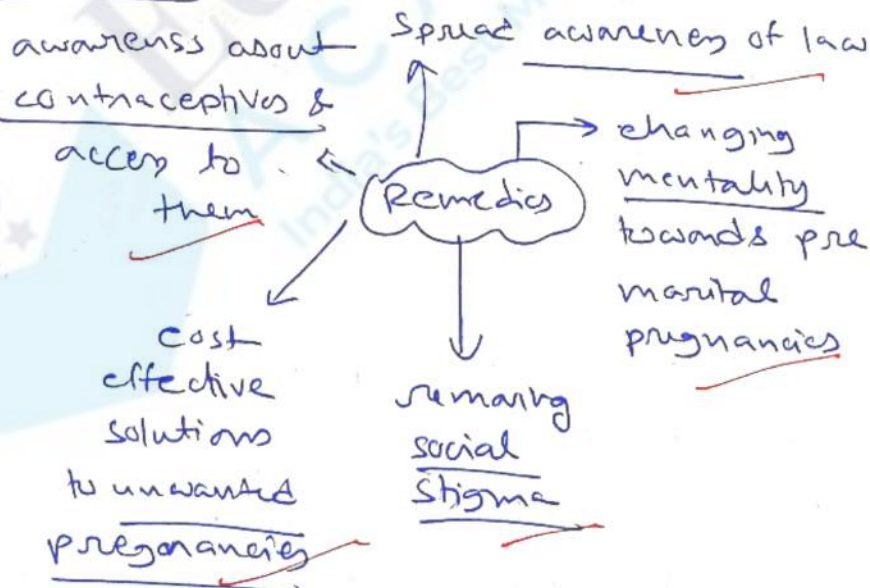 awareness about
contraceptives &
access to
them
Spread awareness of law
changing
mentality
towards pre
marital
pregnancies
Remedies
cost
effective
solutions
to unwanted
pregnancies
removing
social
stigma